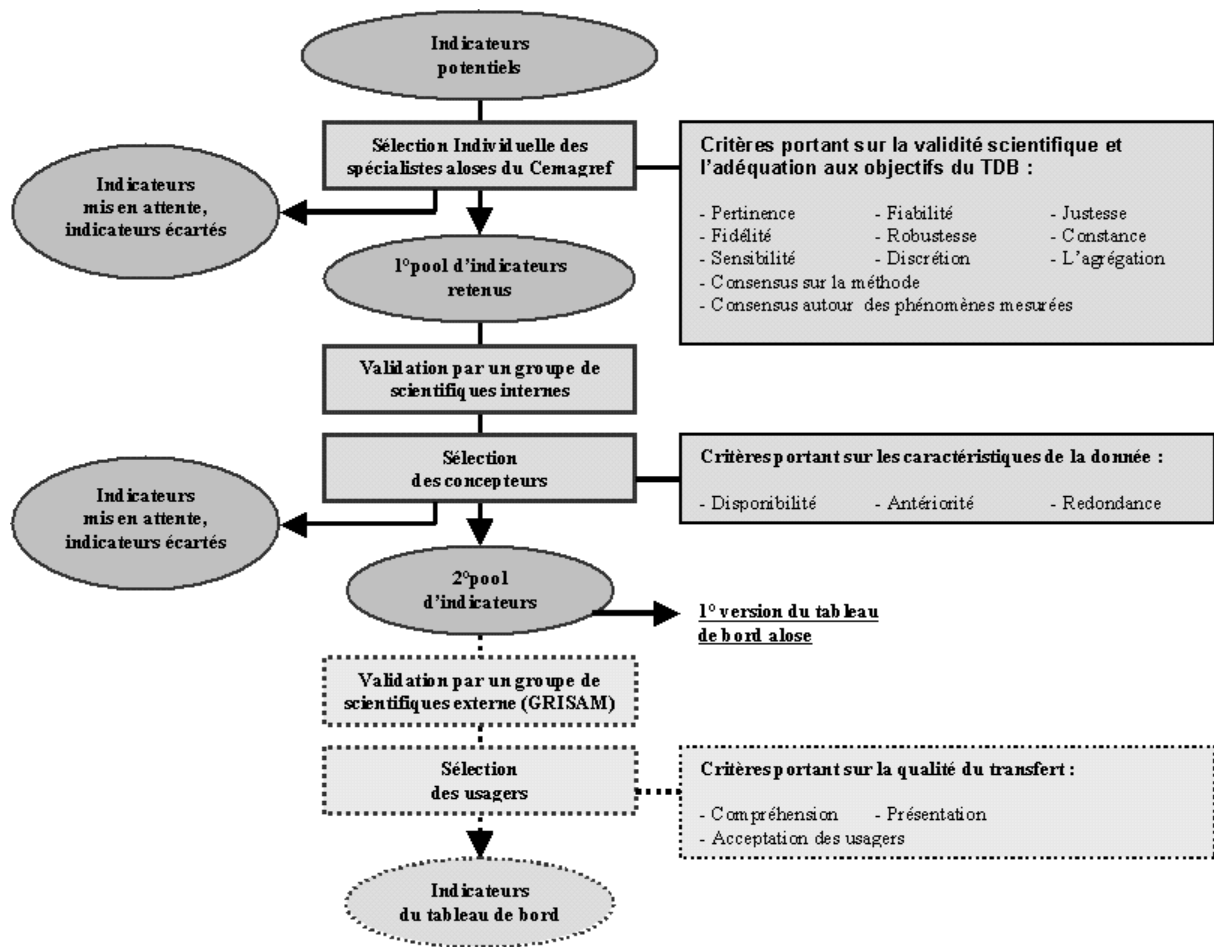 Indicateurs
potentiels
Sélection Individuelle des
spécialistes aloses du Cemagref
Critères portant sur la validité scientifique et
l'adéquation aux objectifs du TDB :
- Pertinence - Fiabilité - Justesse
- Fidélité - Robustesse - Constance
- Sensibilité - Discrétion - L'agrégation
- Consensus sur la méthode
- Consensus autour des phénomènes mesurées
Indicateurs
mis en attente,
indicateurs écartés
1°pool d'indicateurs
retenus
Validation par un groupe de
scientifiques internes
Sélection
des concepteurs
Critères portant sur les caractéristiques de la donnée :
- Disponibilité - Antériorité - Redondance
Indicateurs
mis en attente,
indicateurs écartés
2°pool
d'indicateurs
1° version du tableau
de bord alose
Validation par un groupe de
scientifiques externe (GRISAM)
Sélection
des usagers
Critères portant sur la qualité du transfert :
- Compréhension - Présentation
- Acceptation des usagers
Indicateurs
du tableau de bord